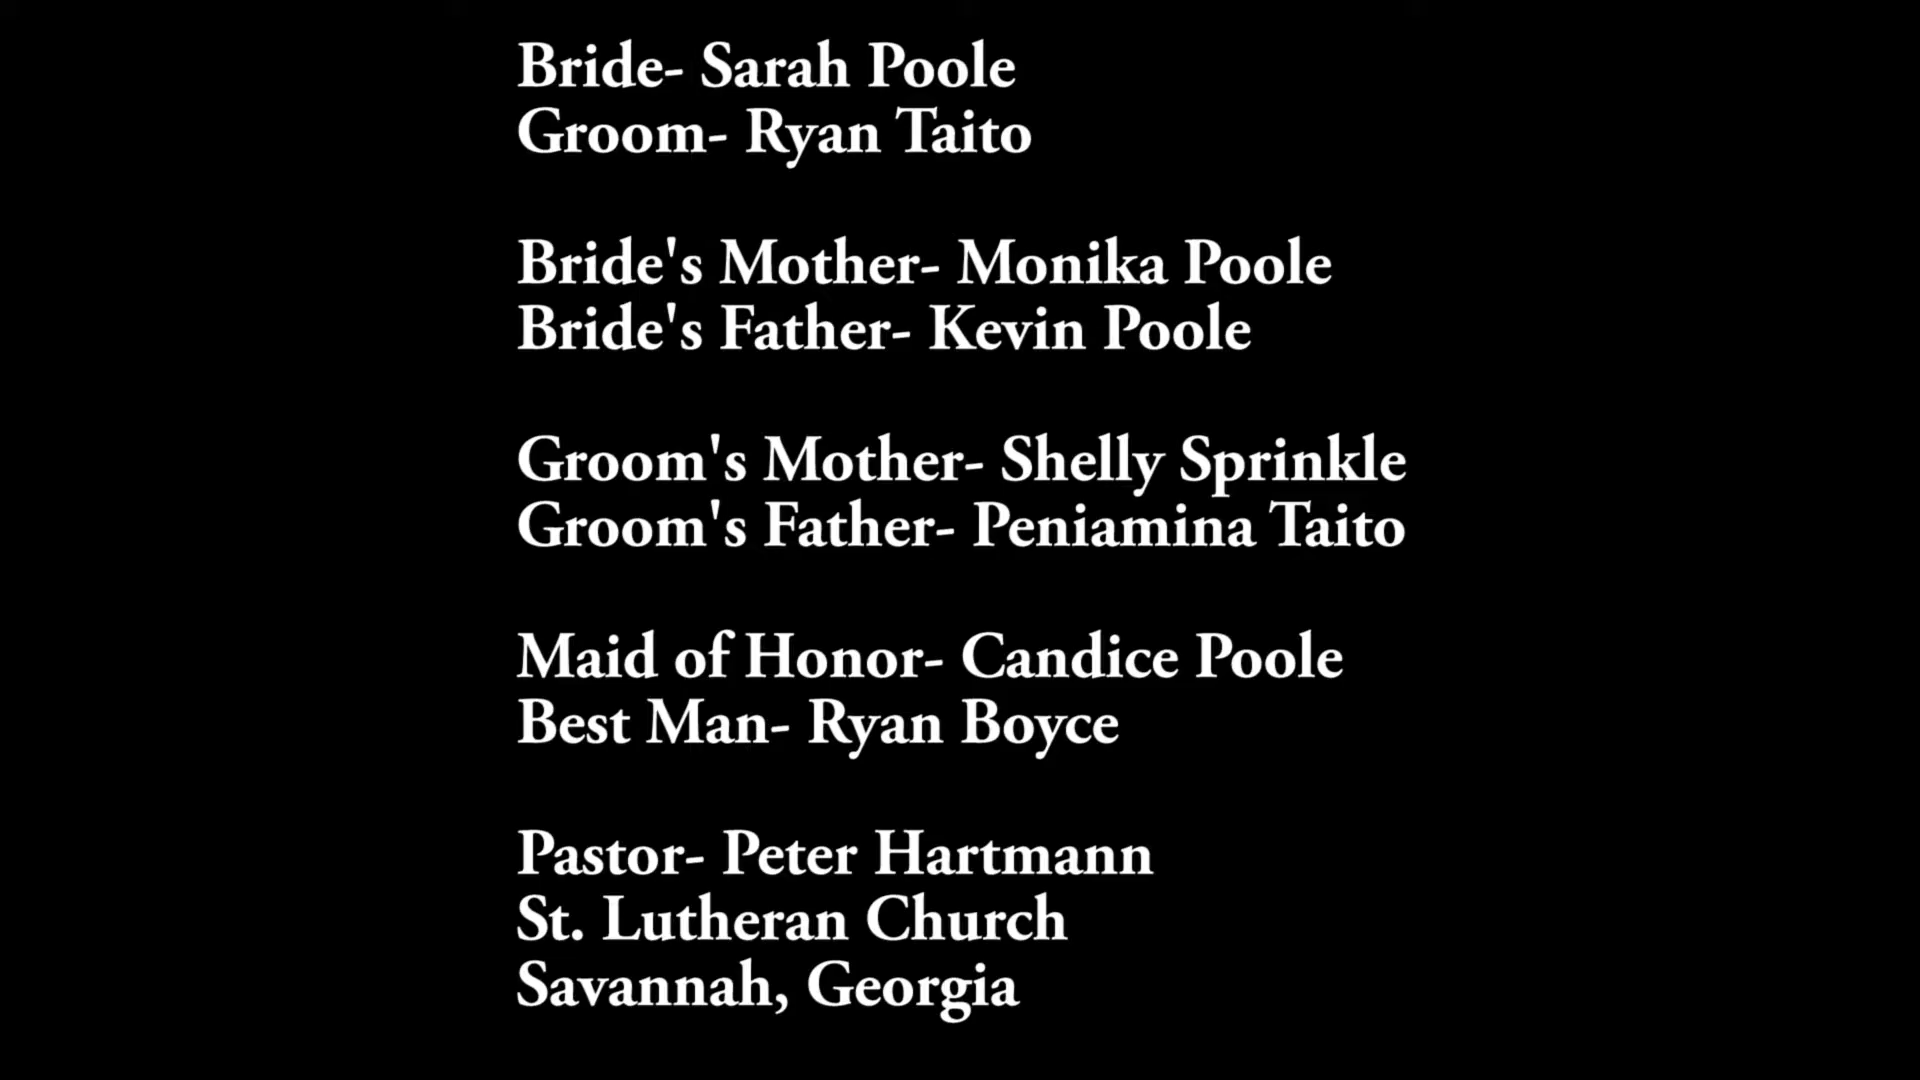 Bride- Sarah Poole
Groom- Ryan Taito
Bride's Mother- Monika Poole
Bride's Father- Kevin Poole
Groom's Mother- Shelly Sprinkle
Groom's Father- Peniamina Taito
Maid of Honor- Candice Poole
Best Man- Ryan Boyce
Pastor- Peter Hartmann
St. Lutheran Church
Savannah, Georgia